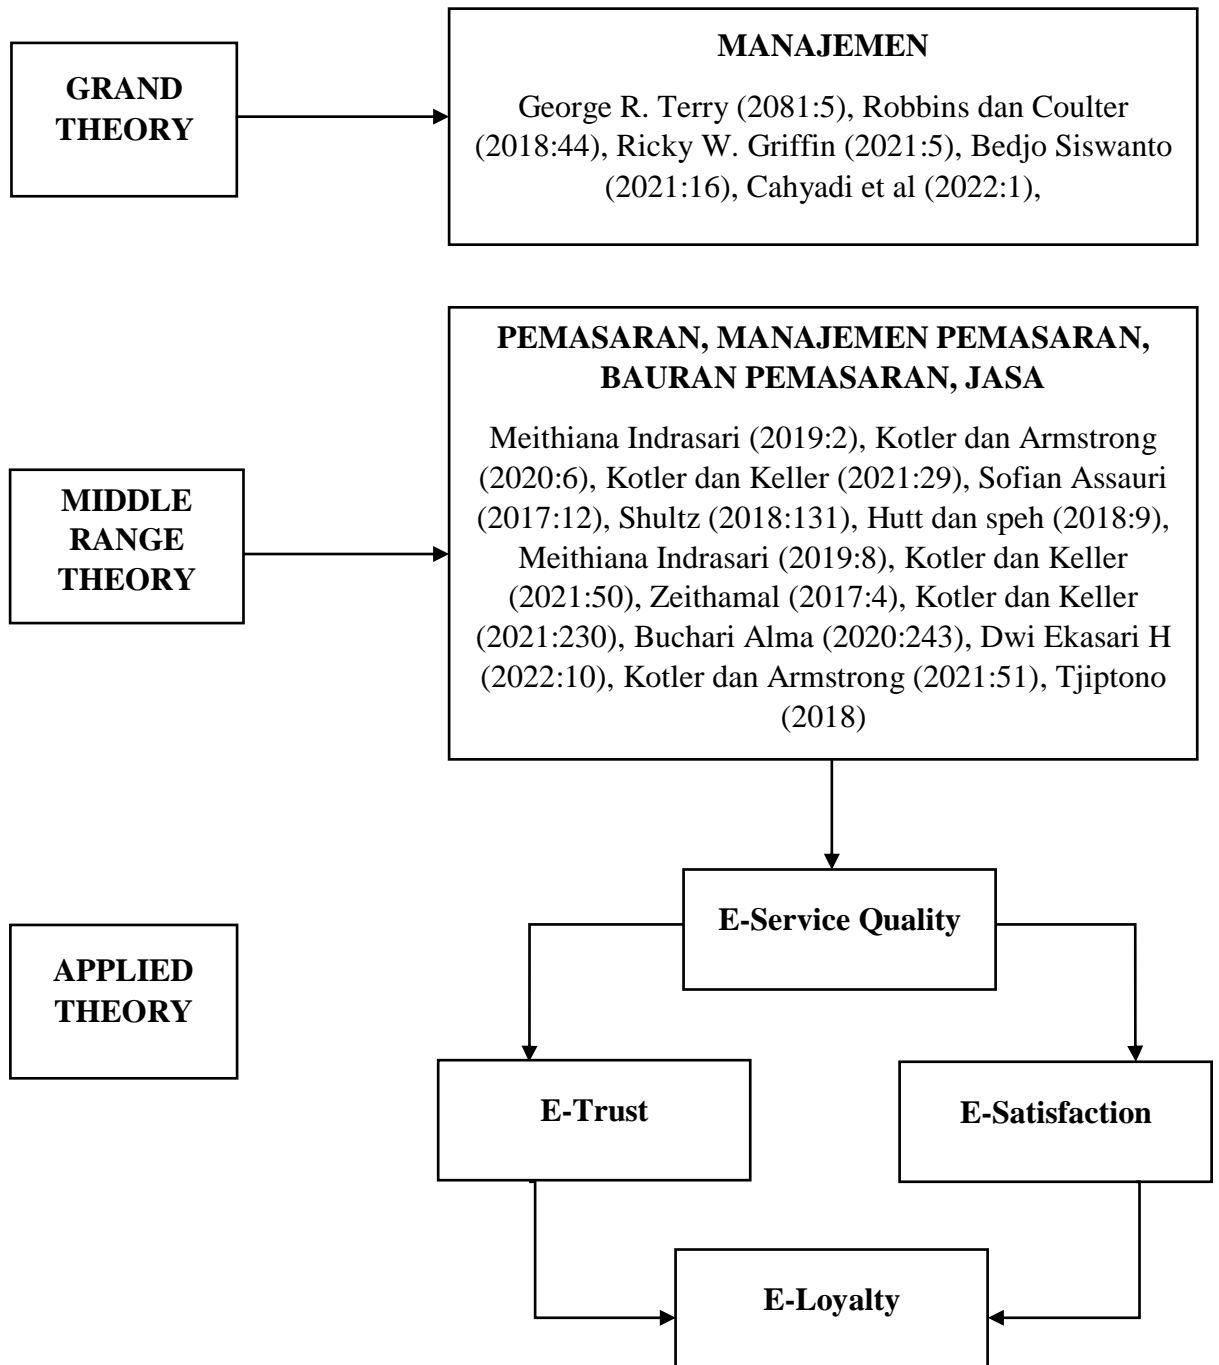 GRAND
THEORY
MANAJEMEN
George R. Terry (2081:5), Robbins dan Coulter
(2018:44), Ricky W. Griffin (2021:5), Bedjo Siswanto
(2021:16), Cahyadi et al (2022:1),
MIDDLE
RANGE
THEORY
PEMASARAN, MANAJEMEN PEMASARAN,
BAURAN PEMASARAN, JASA
Meithiana Indrasari (2019:2), Kotler dan Armstrong
(2020:6), Kotler dan Keller (2021:29), Sofian Assauri
(2017:12), Shultz (2018:131), Hutt dan speh (2018:9),
Meithiana Indrasari (2019:8), Kotler dan Keller
(2021:50), Zeithamal (2017:4), Kotler dan Keller
(2021:230), Buchari Alma (2020:243), Dwi Ekasari H
(2022:10), Kotler dan Armstrong (2021:51), Tjiptono
(2018)
APPLIED
THEORY
E-Service Quality
E-Trust
E-Satisfaction
E-Loyalty